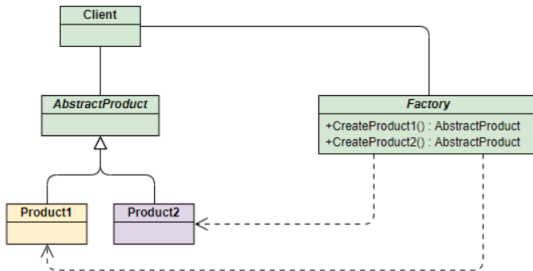 Client
AbstractProduct
Factory
+CreateProduct1() : AbstractProduct
+CreateProduct2() : AbstractProduct
Product1
Product2